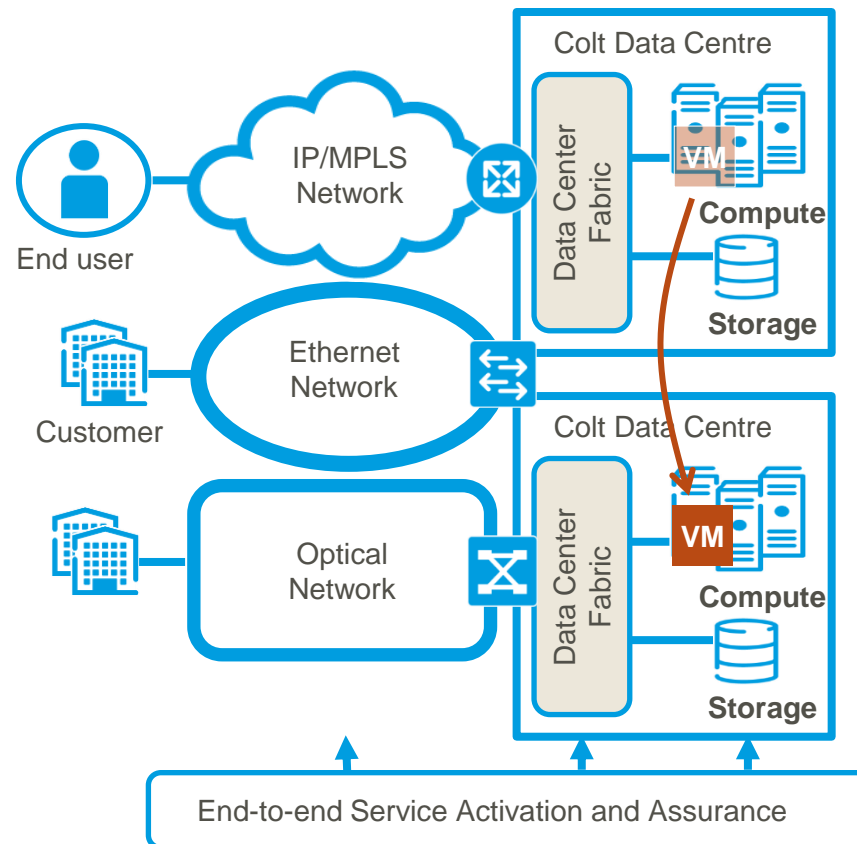 Colt Data Centre
IP/MPLS
Network
Data Center
Fabric
VM
Compute
Storage
End user
Ethernet
Network
Customer
Colt Data Centre
Optical
Network
Data Center
Fabric
VM
Compute
Storage
End-to-end Service Activation and Assurance